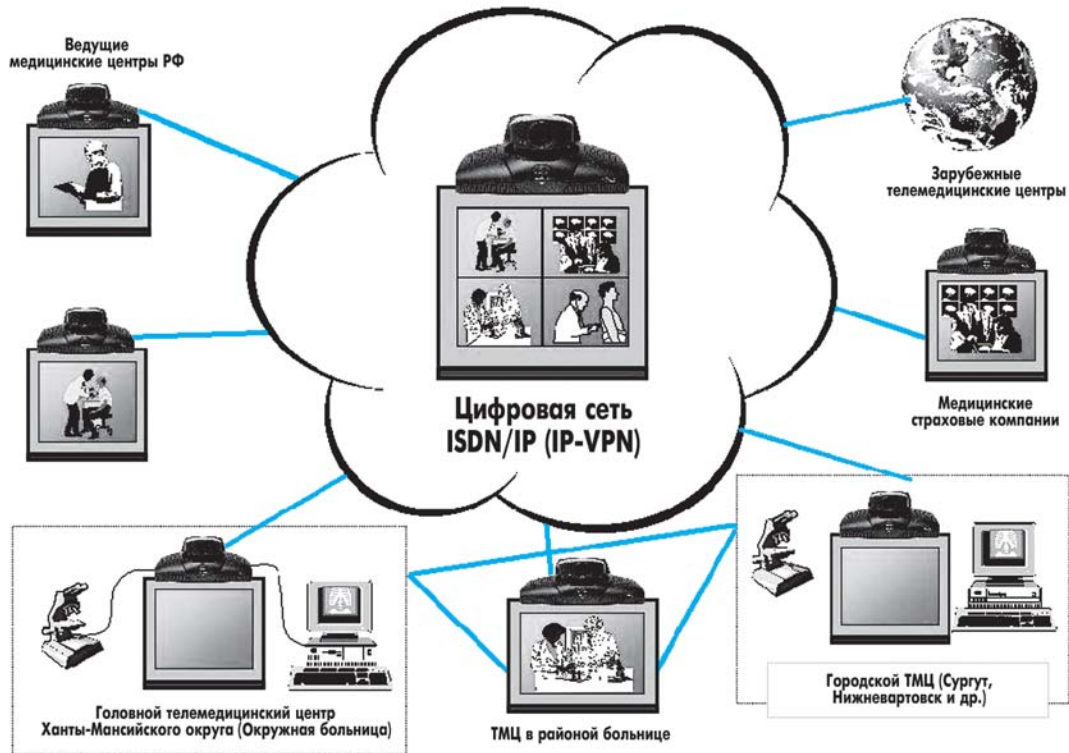 Ведущие
медицинские центры РФ
Зарубежные
телемедицинские центры
Цифровая сеть
ISDN/IP (IP-VPN)
Медицинские
страховые компании
Головной телемедицинский центр
Ханты-Мансийского округа (Окружная больница)
ТМЦ в районой больнице
Городской ТМЦ (Сургут,
Нижневартовск и др.)